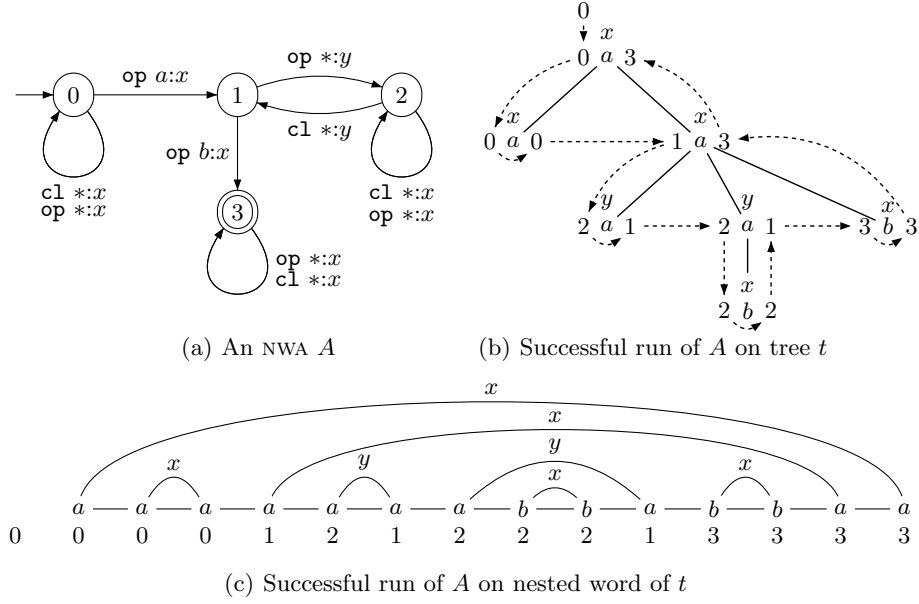 op a:x
op *:y
cl *:y
op b:x
0
1
2
3
cl *:x
op *:x
cl *:x
op *:x
op *:x
cl *:x
(a) An NWA A
0
x
0 a 3
x
0 a 0
x
1 a 3
y
2 a 1
y
2 a 1
x
3 b 3
x
2 b 2
(b) Successful run of A on tree t
x
x
y
x y x x
a a a a a a a b b a b b a a
0 0 0 0 1 2 1 2 2 2 1 3 3 3 3
(c) Successful run of A on nested word of t